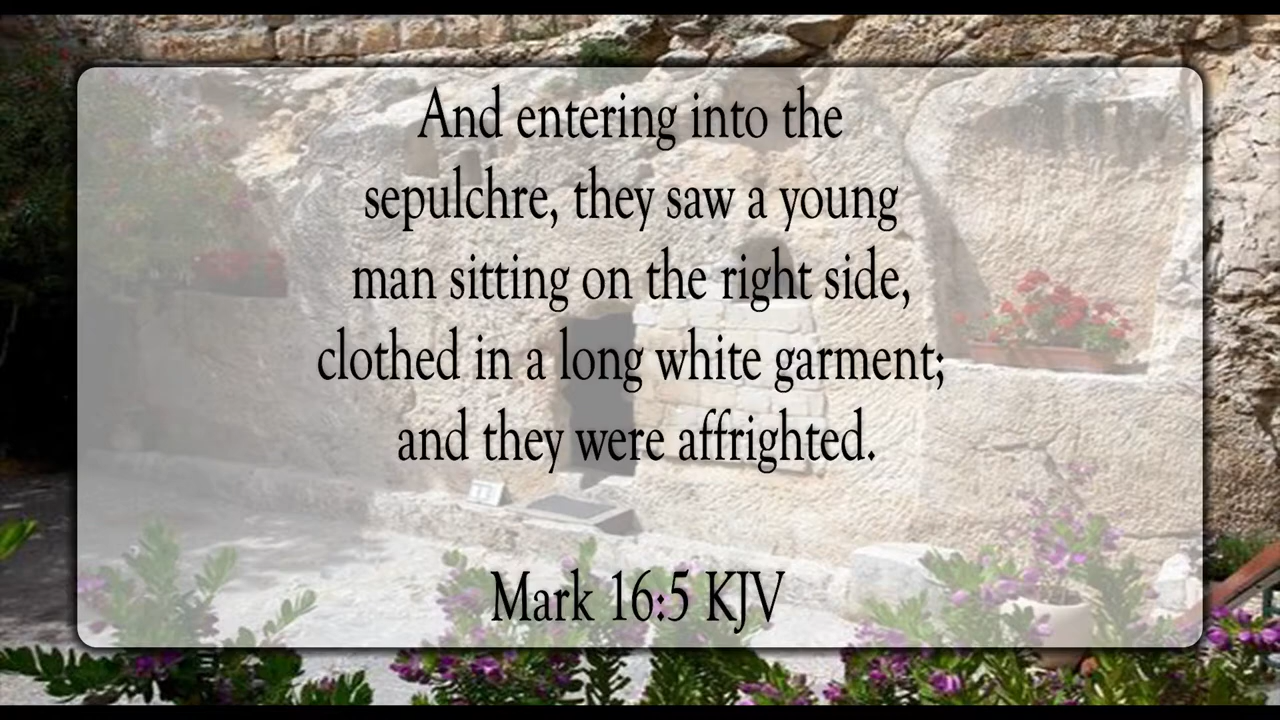 And entering into the
sepulchre, they saw a young
man sitting on the right side,
clothed in a long white garment;
and they were affrighted.
Mark 16:5 KJV